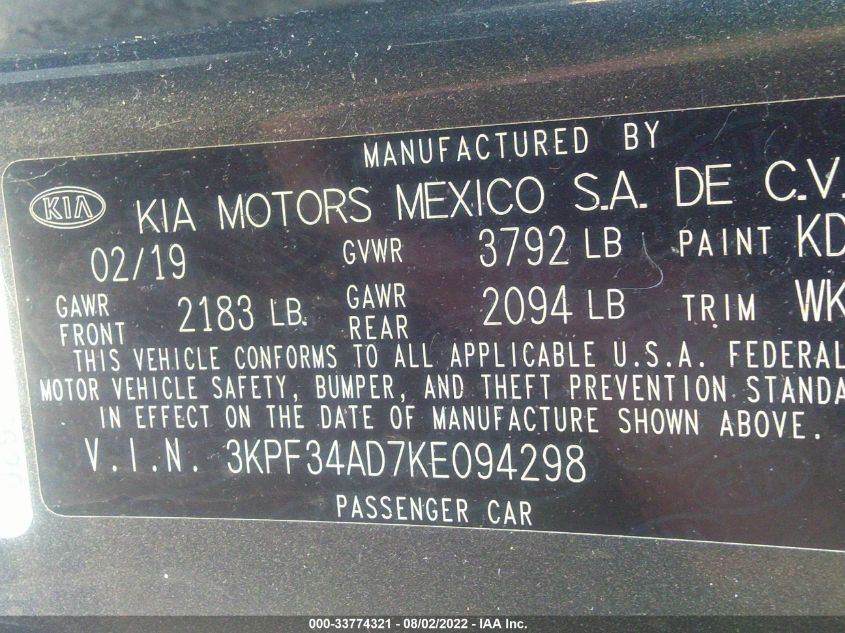 MANUFACTURED BY
KIA KIA MOTORS MEXICO S.A. DE C.V.
02/19 GVWR 3792 LB PAINT KD
GAWR FRONT 2183 LB. GAWR REAR 2094 LB TRIM WK
THIS VEHICLE CONFORMS TO ALL APPLICABLE U.S.A. FEDERAL
MOTOR VEHICLE SAFETY, BUMPER, AND THEFT PREVENTION STANDA
IN EFFECT ON THE DATE OF MANUFACTURE SHOWN ABOVE.
V.I.N. 3KPF34AD7KE094298
PASSENGER CAR
000-33774321 - 08/02/2022 - IAA Inc.